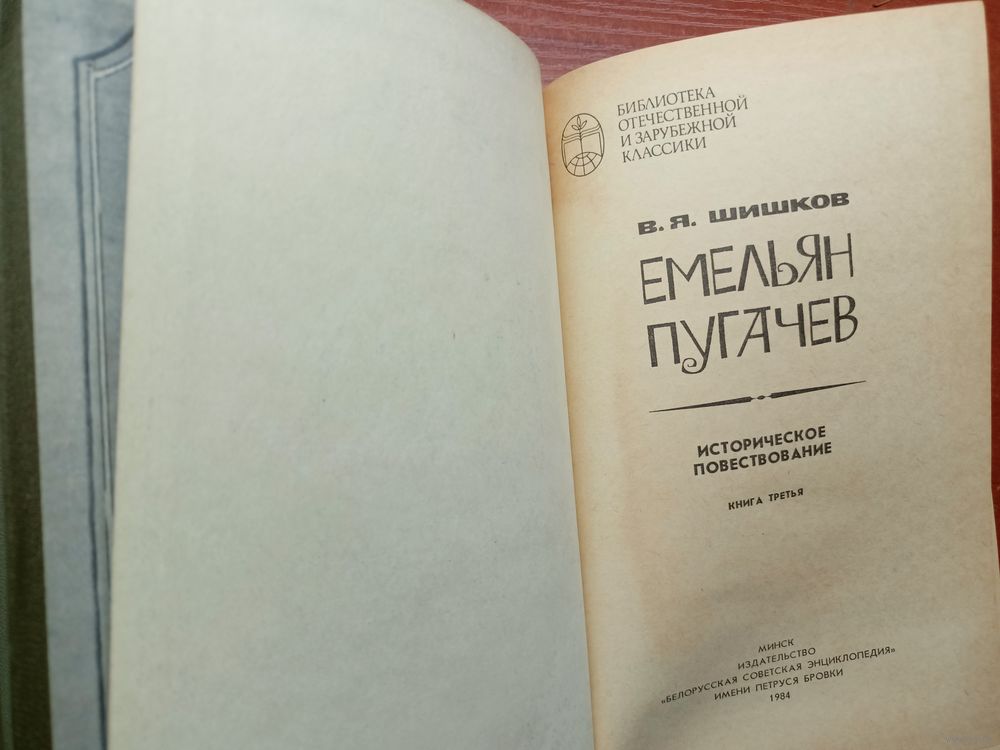 БИБЛИОТЕКА
ОТЕЧЕСТВЕННОЙ
И ЗАРУБЕЖНОЙ
КЛАССИКИ
В. Я. ШИШКОВ
ЕМЕЛЬЯН
ПУГАЧЕВ
ИСТОРИЧЕСКОЕ
ПОВЕСТВОВАНИЕ
КНИГА ТРЕТЬЯ
МИНСК
ИЗДАТЕЛЬСТВО
«БЕЛОРУССКАЯ СОВЕТСКАЯ ЭНЦИКЛОПЕДИЯ»
ИМЕНИ ПЕТРУСЯ БРОВКИ
1984